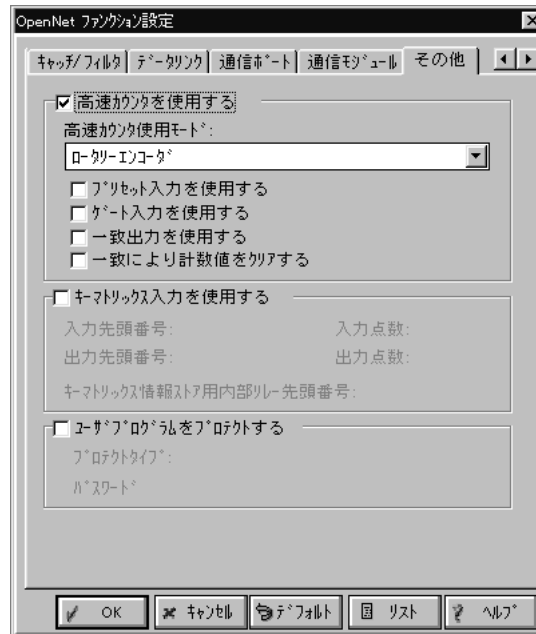 OpenNet ﾌｧﾝｸｼｮﾝ設定
ｷｬｯﾁ/ﾌｨﾙﾀ ﾃﾞｰﾀﾘﾝｸ 通信ﾎﾟｰﾄ 通信ﾓｼﾞｭｰﾙ その他
高速ｶｳﾝﾀを使用する
高速ｶｳﾝﾀ使用ﾓｰﾄﾞ:
ﾛｰﾀﾘｰｴﾝｺｰﾀﾞ
ﾌﾟﾘｾｯﾄ入力を使用する
ｹﾞｰﾄ入力を使用する
一致出力を使用する
一致により計数値をｸﾘｱする
ｷｰﾏﾄﾘｯｸｽ入力を使用する
入力先頭番号: 入力点数:
出力先頭番号: 出力点数:
ｷｰﾏﾄﾘｯｸｽ情報ｽﾄｱ用内部ﾘﾚｰ先頭番号:
ﾕｰｻﾞﾌﾟﾛｸﾞﾗﾑをﾌﾟﾛﾃｸﾄする
ﾌﾟﾛﾃｸﾄﾀｲﾌﾟ:
ﾊﾟｽﾜｰﾄﾞ
OK ｷｬﾝｾﾙ ﾃﾞﾌｫﾙﾄ ﾘｽﾄ ﾍﾙﾌﾟ